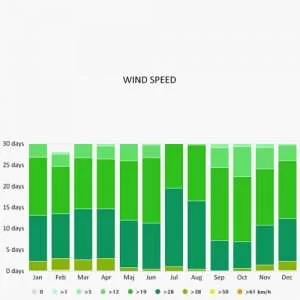 WIND SPEED
30 days
25 days
20 days
15 days
10 days
5 days
0 days
Jan Feb Mar Apr May Jun Jul Aug Sep Oct Nov Dec
0 >1 >5 >12 >19 >28 >38 >50 >61 km/h